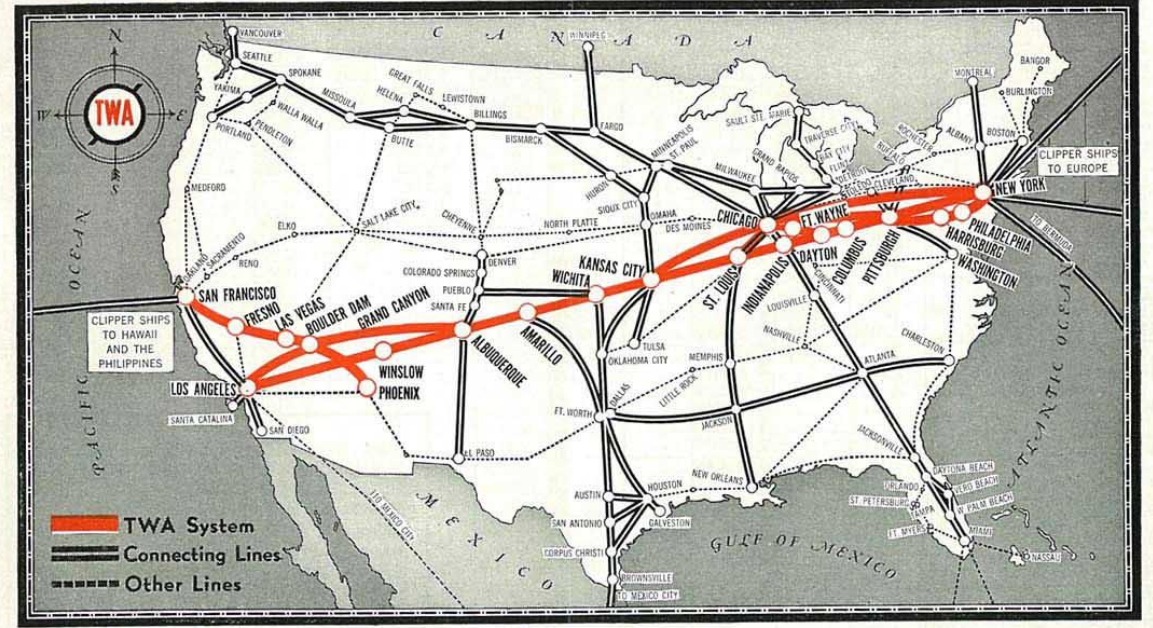 CANADA
N
W
E
S
TWA
VANCOUVER
SEATTLE
SPOKANE
YAKIMA
WALLA WALLA
PORTLAND
PENDLETON
MISSOULA
HELENA
GREAT FALLS
LEWISTOWN
BUTTE
BILLINGS
BISMARCK
FARGO
WINNIPEG
MINNEAPOLIS
ST. PAUL
HURON
SIOUX CITY
OMAHA
DES MOINES
NORTH PLATTE
CHEYENNE
MILWAUKEE
GRAND RAPIDS
SAULT STE. MARIE
TRAVERSE CITY
BAY CITY
FLINT
DETROIT
TOLEDO
CLEVELAND
BUFFALO
ROCHESTER
ALBANY
MONTREAL
BURLINGTON
BANGOR
BOSTON
CLIPPER SHIPS
TO EUROPE
NEW YORK
TO BERMUDA
PHILADELPHIA
HARRISBURG
WASHINGTON
PITTSBURGH
COLUMBUS
DAYTON
FT. WAYNE
CHICAGO
INDIANAPOLIS
ST. LOUIS
CINCINNATI
LOUISVILLE
NASHVILLE
MEMPHIS
LITTLE ROCK
ATLANTA
CHARLESTON
JACKSON
JACKSONVILLE
DAYTONA BEACH
ORLANDO
VERO BEACH
ST PETERSBURG
TAMPA
W. PALM BEACH
FT. MYERS
MIAMI
NASSAU
NEW ORLEANS
HOUSTON
GALVESTON
AUSTIN
SAN ANTONIO
CORPUS CHRISTI
BROWNSVILLE
TO MEXICO CITY
FT. WORTH
DALLAS
OKLAHOMA CITY
TULSA
KANSAS CITY
WICHITA
AMARILLO
ALBUQUERQUE
SANTA FE
PUEBLO
COLORADO SPRINGS
DENVER
EL PASO
SALT LAKE CITY
ELKO
RENO
SACRAMENTO
OAKLAND
MEDFORD
SAN FRANCISCO
FRESNO
LAS VEGAS
BOULDER DAM
GRAND CANYON
WINSLOW
PHOENIX
LOS ANGELES
SANTA CATALINA
SAN DIEGO
TO MEXICO CITY
CLIPPER SHIPS
TO HAWAII
AND THE
PHILIPPINES
PACIFIC OCEAN
ATLANTIC OCEAN
MEXICO
GULF OF MEXICO
TWA System
Connecting Lines
Other Lines